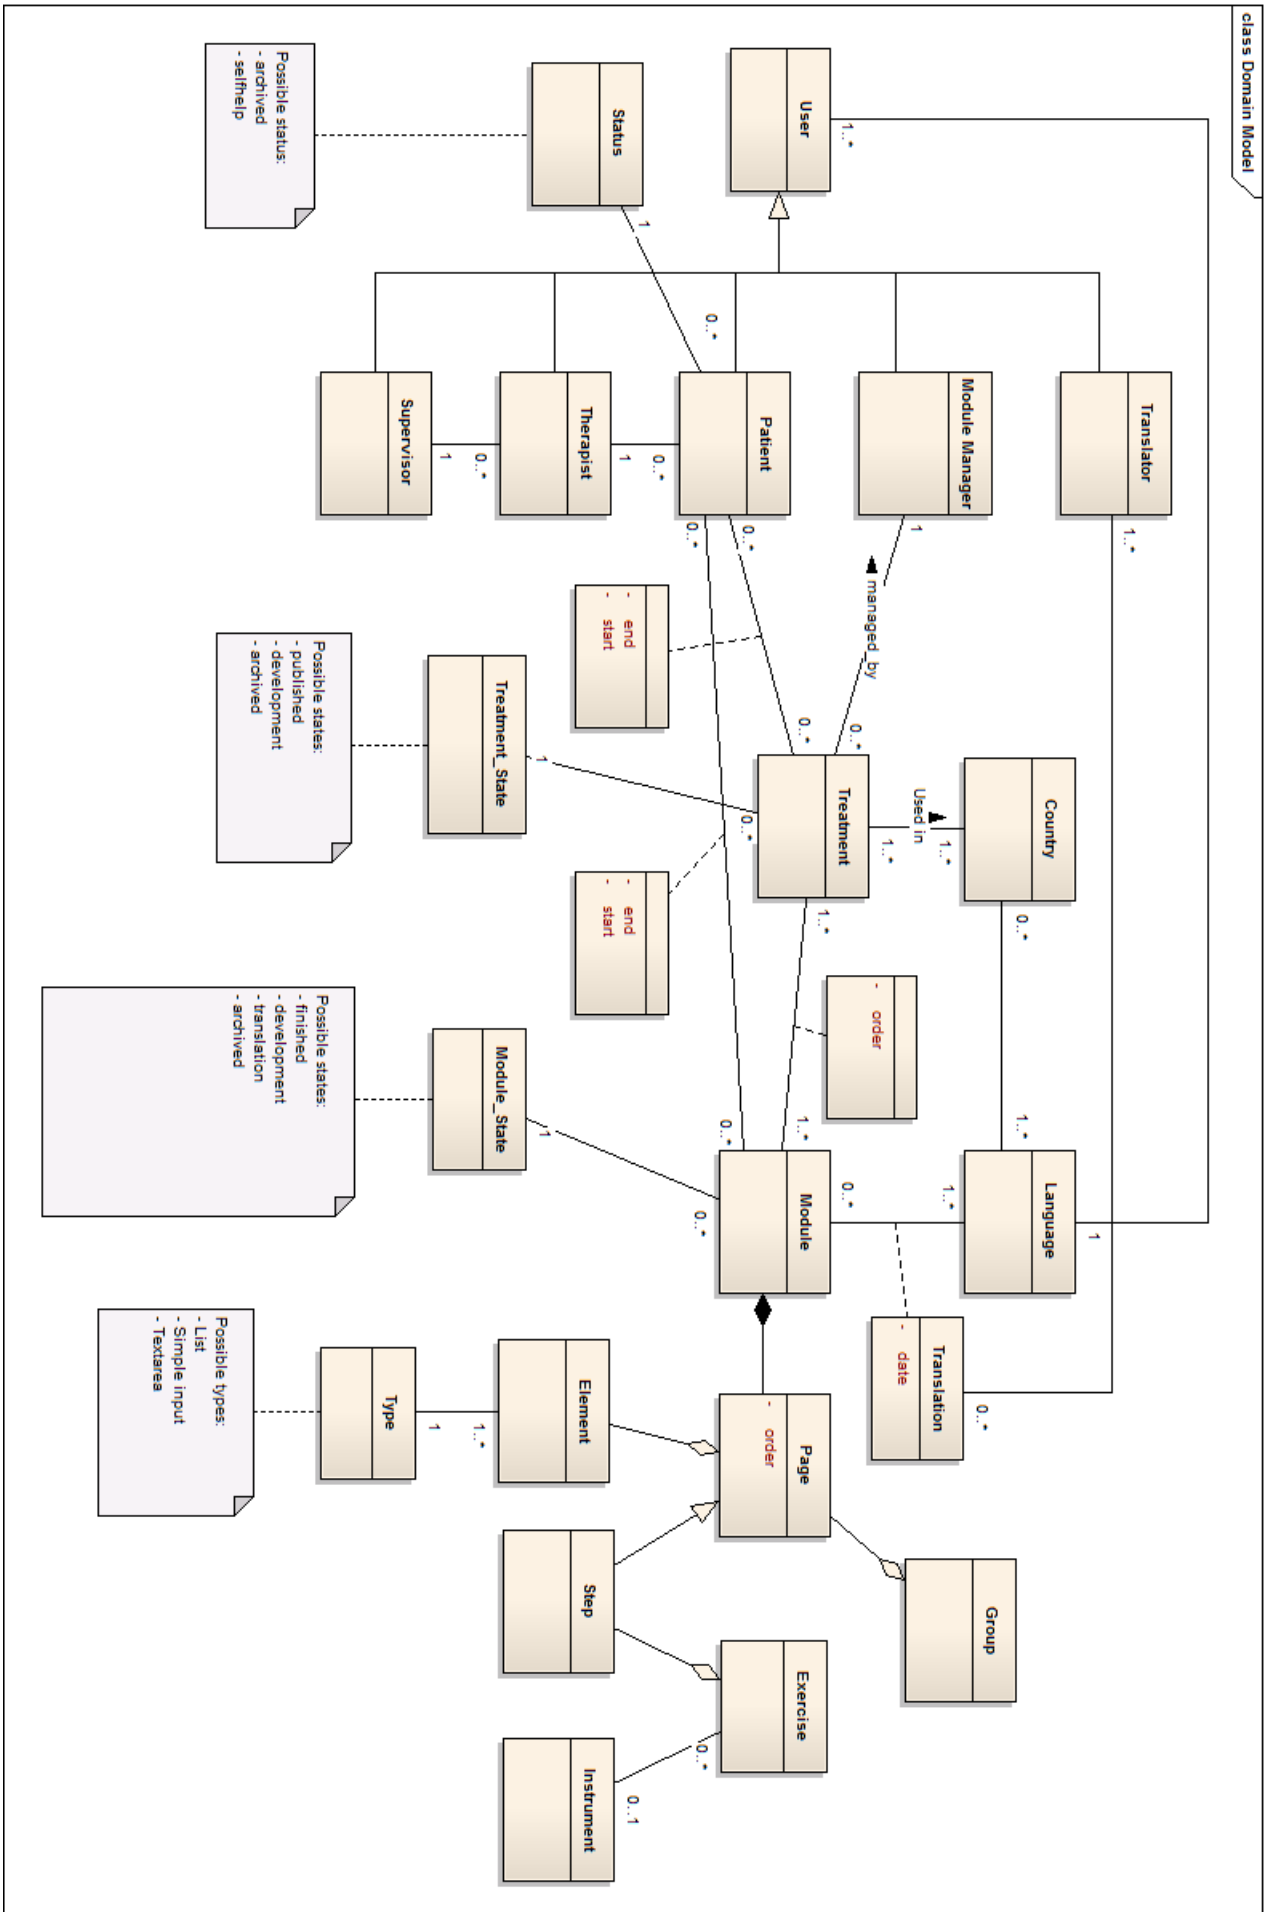 class Domain Model
User
1..*
Translator
1..*
Module Manager
1
managed by
0..*
Patient
0..*
0..*
0..*
0..*
Therapist
1
0..*
Supervisor
1
Status
1
0..*
Possible status:
- archived
- selfhelp
Country
1..*
0..*
Used in
1..*
Treatment
0..*
1..*
- end
- start
Treatment_State
1
Possible states:
- published
- development
- archived
- end
- start
- order
Language
1..*
1
1..*
0..*
Module
1..*
0..*
0..*
Module_State
1
Possible states:
- finished
- development
- translation
- archived
Translation
- date
0..*
Page
- order
Group
Element
1..*
Type
1
Possible types:
- List
- Simple input
- Textarea
Step
Exercise
0..*
Instrument
0..1